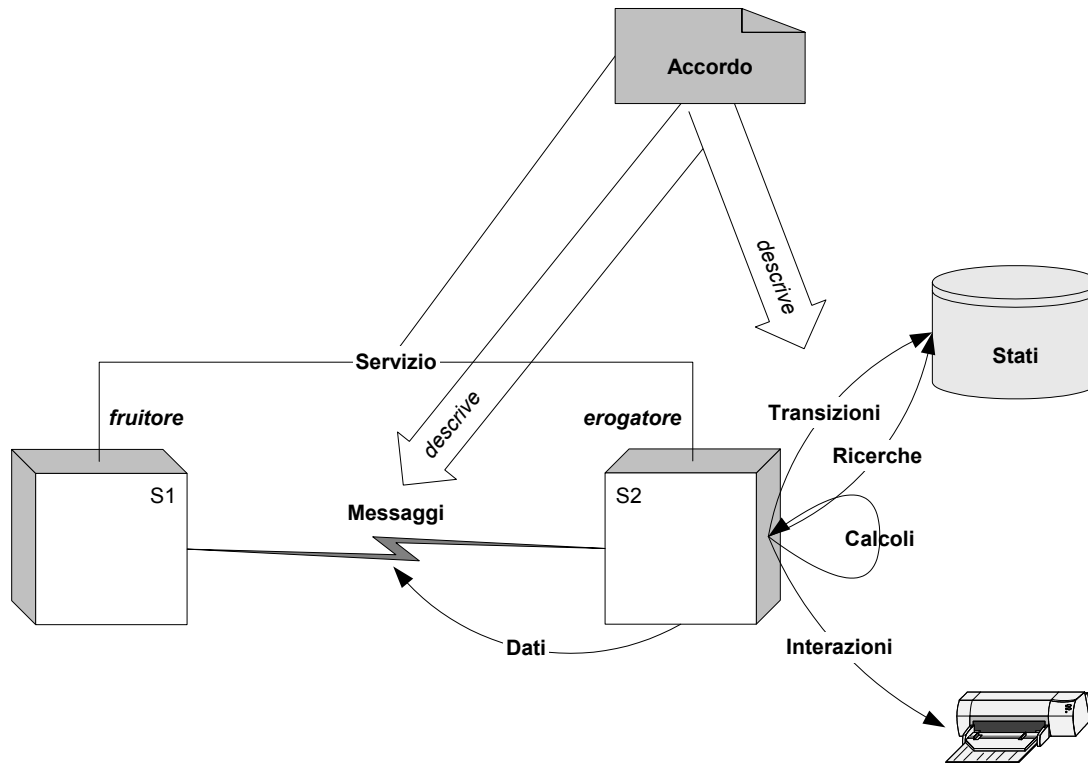 Accordo
descrive
Servizio
Stati
descrive
fruitore
erogatore
Transizioni
Ricerche
S1
S2
Messaggi
Calcoli
Dati
Interazioni